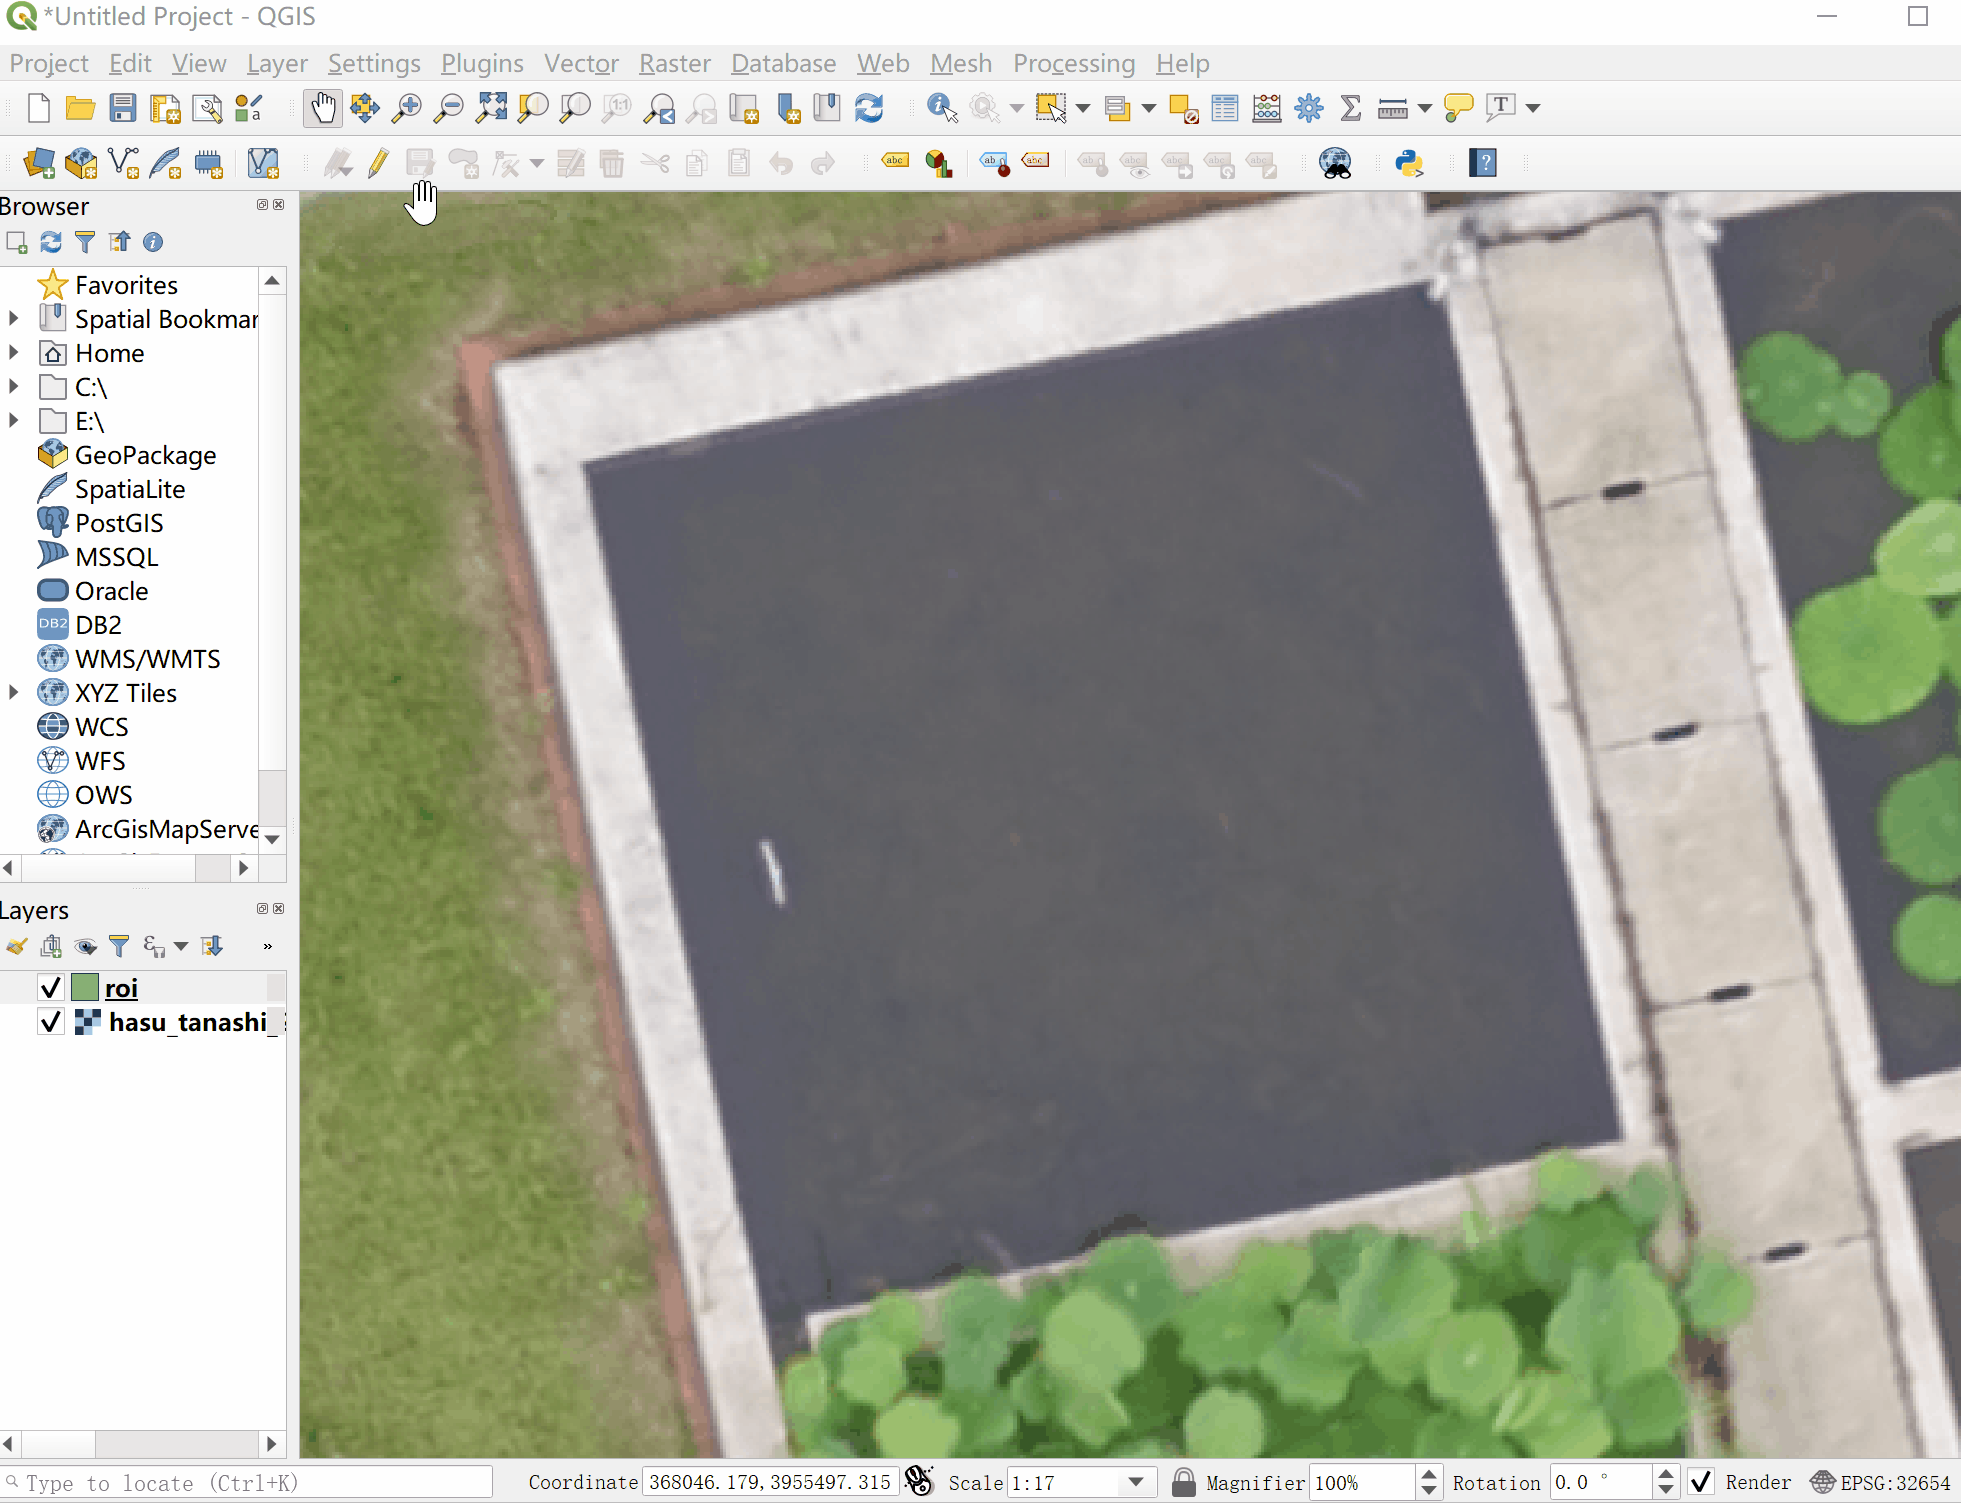 *Untitled Project - QGIS
Project Edit View Layer Settings Plugins Vector Raster Database Web Mesh Processing Help
Browser
Favorites
Spatial Bookmar
Home
C:\
E:\
GeoPackage
SpatiaLite
PostGIS
MSSQL
Oracle
DB2 DB2
WMS/WMTS
XYZ Tiles
WCS
WFS
OWS
ArcGisMapServe
Layers
roi
hasu_tanashi_
Type to locate (Ctrl+K) Coordinate 368046.179,3955497.315 Scale 1:17 Magnifier 100% Rotation 0.0 ° Render EPSG:32654